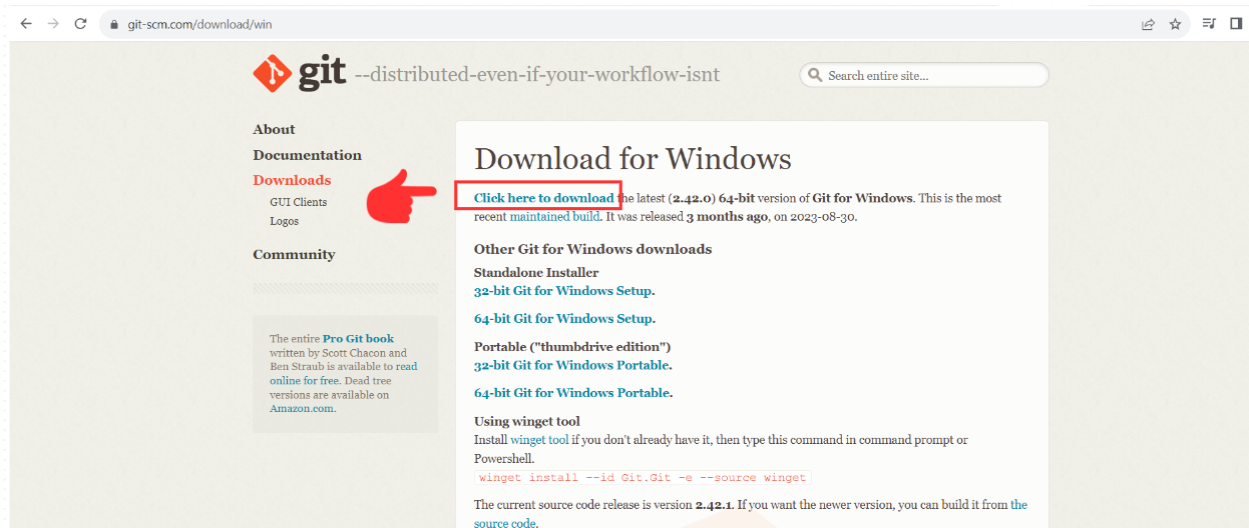 git-scm.com/download/win
git --distributed-even-if-your-workflow-isnt
Search entire site...
About
Documentation
Downloads
GUI Clients
Logos
Community
The entire Pro Git book
written by Scott Chacon and
Ben Straub is available to read
online for free. Dead tree
versions are available on
Amazon.com.
Download for Windows
Click here to download the latest (2.42.0) 64-bit version of Git for Windows. This is the most
recent maintained build. It was released 3 months ago, on 2023-08-30.
Other Git for Windows downloads
Standalone Installer
32-bit Git for Windows Setup.
64-bit Git for Windows Setup.
Portable ("thumbdrive edition")
32-bit Git for Windows Portable.
64-bit Git for Windows Portable.
Using winget tool
Install winget tool if you don't already have it, then type this command in command prompt or
Powershell.
winget install --id Git.Git -e --source winget
The current source code release is version 2.42.1. If you want the newer version, you can build it from the
source code.